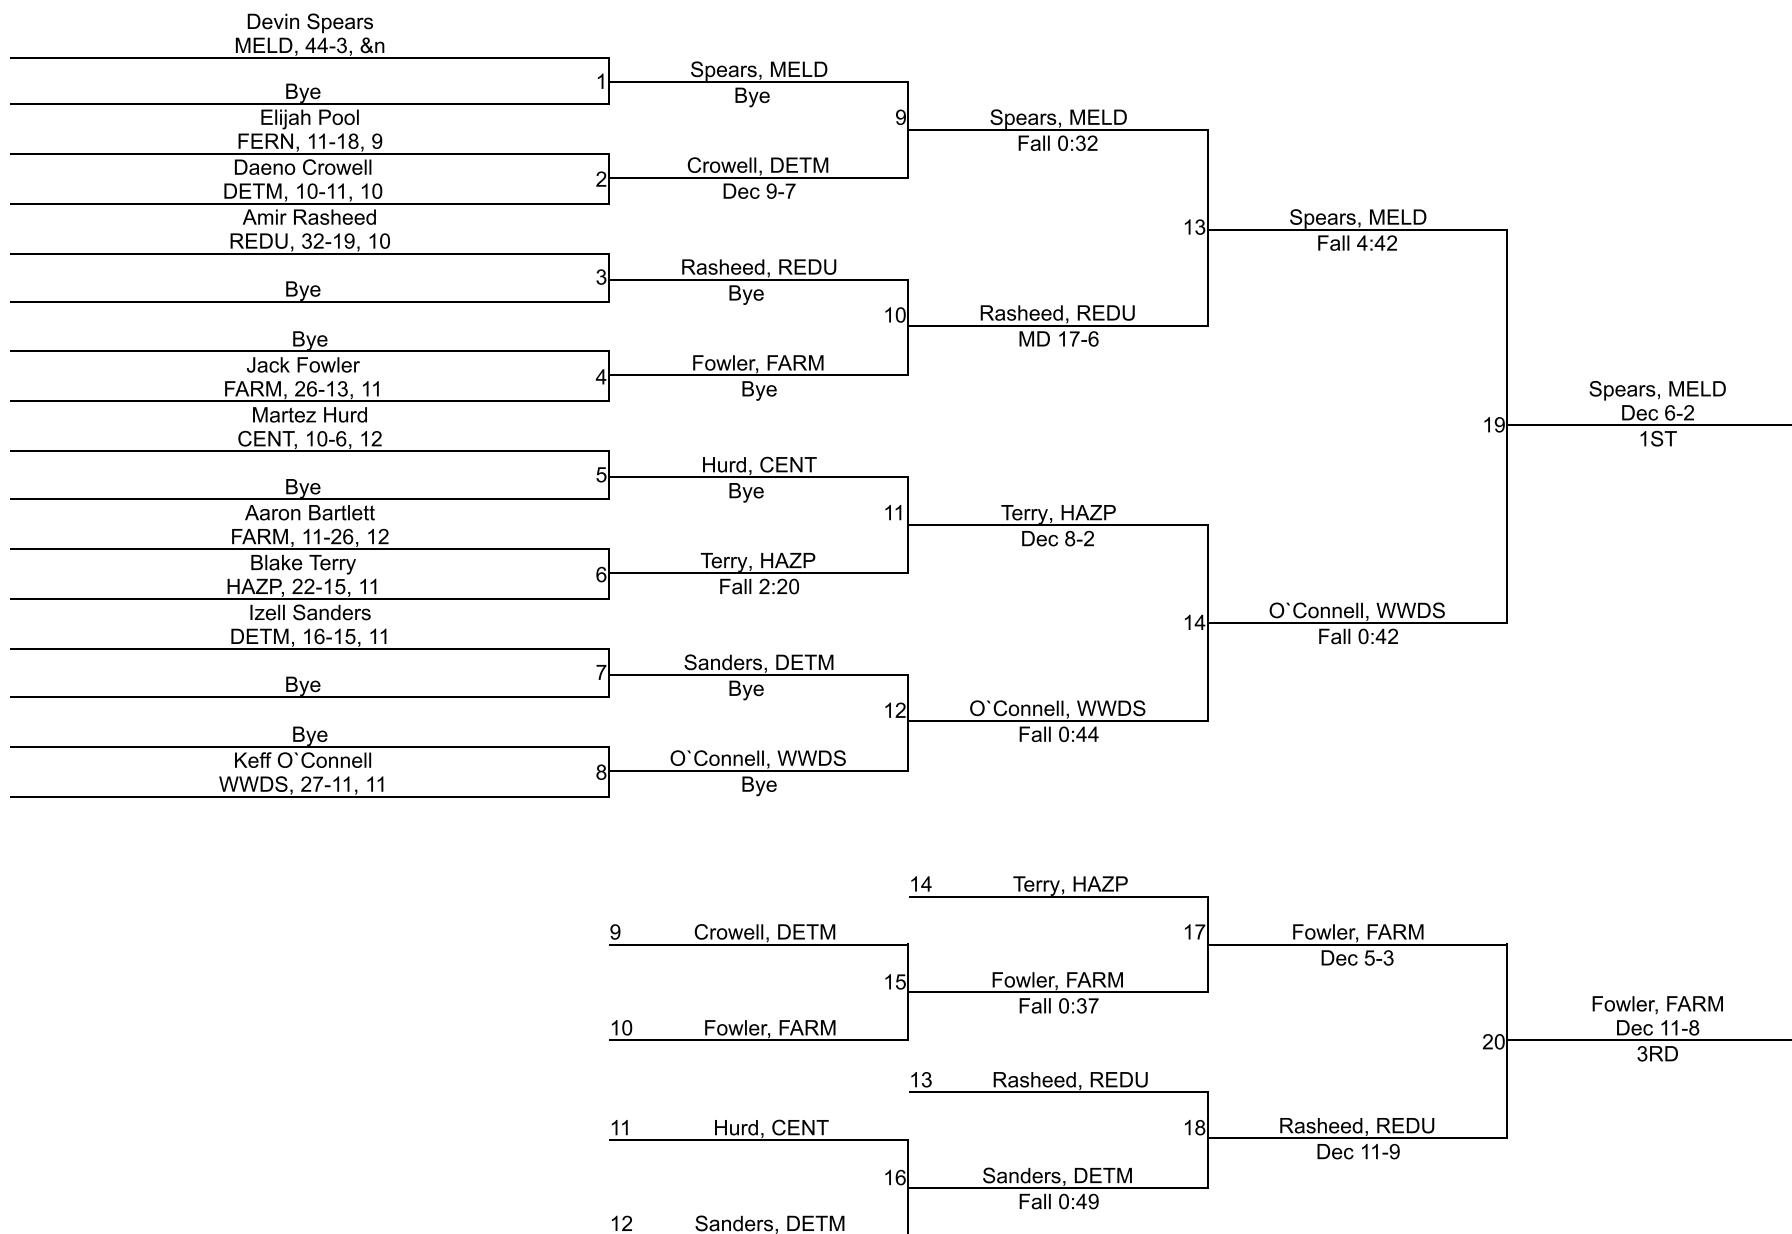 Devin Spears
MELD, 44-3, &n
Bye
1
Elijah Pool
FERN, 11-18, 9
Daeno Crowell
DETM, 10-11, 10
2
Amir Rasheed
REDU, 32-19, 10
Bye
3
Bye
Jack Fowler
FARM, 26-13, 11
4
Martez Hurd
CENT, 10-6, 12
Bye
5
Aaron Bartlett
FARM, 11-26, 12
Blake Terry
HAZP, 22-15, 11
6
Izell Sanders
DETM, 16-15, 11
Bye
7
Bye
Keff O`Connell
WWDS, 27-11, 11
8
Spears, MELD
Bye
9
Crowell, DETM
Dec 9-7
Rasheed, REDU
Bye
10
Fowler, FARM
Bye
Hurd, CENT
Bye
11
Terry, HAZP
Fall 2:20
Sanders, DETM
Bye
12
O`Connell, WWDS
Bye
Spears, MELD
Fall 0:32
13
Rasheed, REDU
MD 17-6
Terry, HAZP
Dec 8-2
14
O`Connell, WWDS
Fall 0:44
Spears, MELD
Fall 4:42
19
O`Connell, WWDS
Fall 0:42
Spears, MELD
Dec 6-2
1ST
14 Terry, HAZP
9 Crowell, DETM
15
10 Fowler, FARM
Fowler, FARM
Fall 0:37
17
Fowler, FARM
Dec 5-3
13 Rasheed, REDU
11 Hurd, CENT
16
12 Sanders, DETM
Sanders, DETM
Fall 0:49
18
Rasheed, REDU
Dec 11-9
20
Fowler, FARM
Dec 11-8
3RD